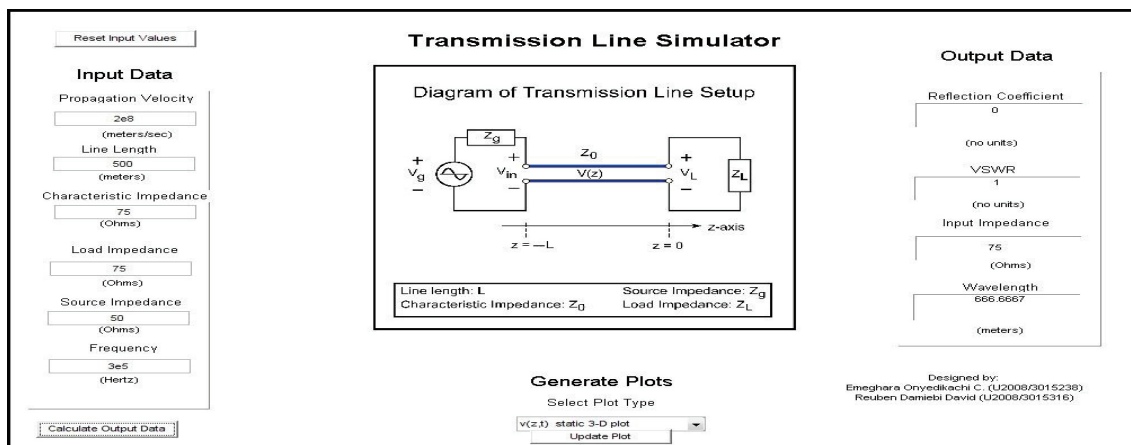 Reset Input Values
Transmission Line Simulator
Input Data
Propagation Velocity
2e8
(meters/sec)
Line Length
500
(meters)
Characteristic Impedance
75
(Ohms)
Load Impedance
75
(Ohms)
Source Impedance
50
(Ohms)
Frequency
3e5
(Hertz)
Calculate Output Data
Diagram of Transmission Line Setup
Zg
Z0
+ Vg −
+ Vin −
V(z)
+ VL −
ZL
z-axis
z = −L
z = 0
Line length: L
Source Impedance: Zg
Characteristic Impedance: Z0
Load Impedance: ZL
Generate Plots
Select Plot Type
v(z,t) static 3-D plot
Update Plot
Output Data
Reflection Coefficient
0
(no units)
VSWR
1
(no units)
Input Impedance
75
(Ohms)
Wavelength
666.6667
(meters)
Designed by:
Emeghara Onyedikachi C. (U2008/3015238)
Reuben Damiebi David (U2008/3015316)